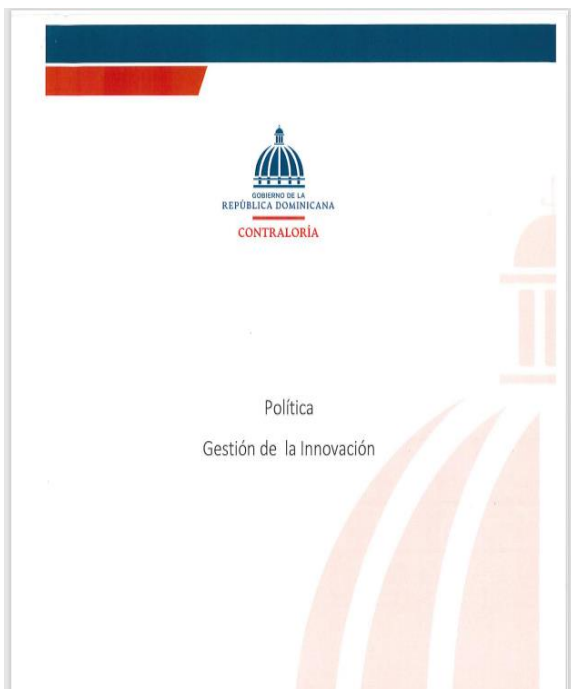 GOBIERNO DE LA
REPÚBLICA DOMINICANA
CONTRALORÍA
Política
Gestión de la Innovación